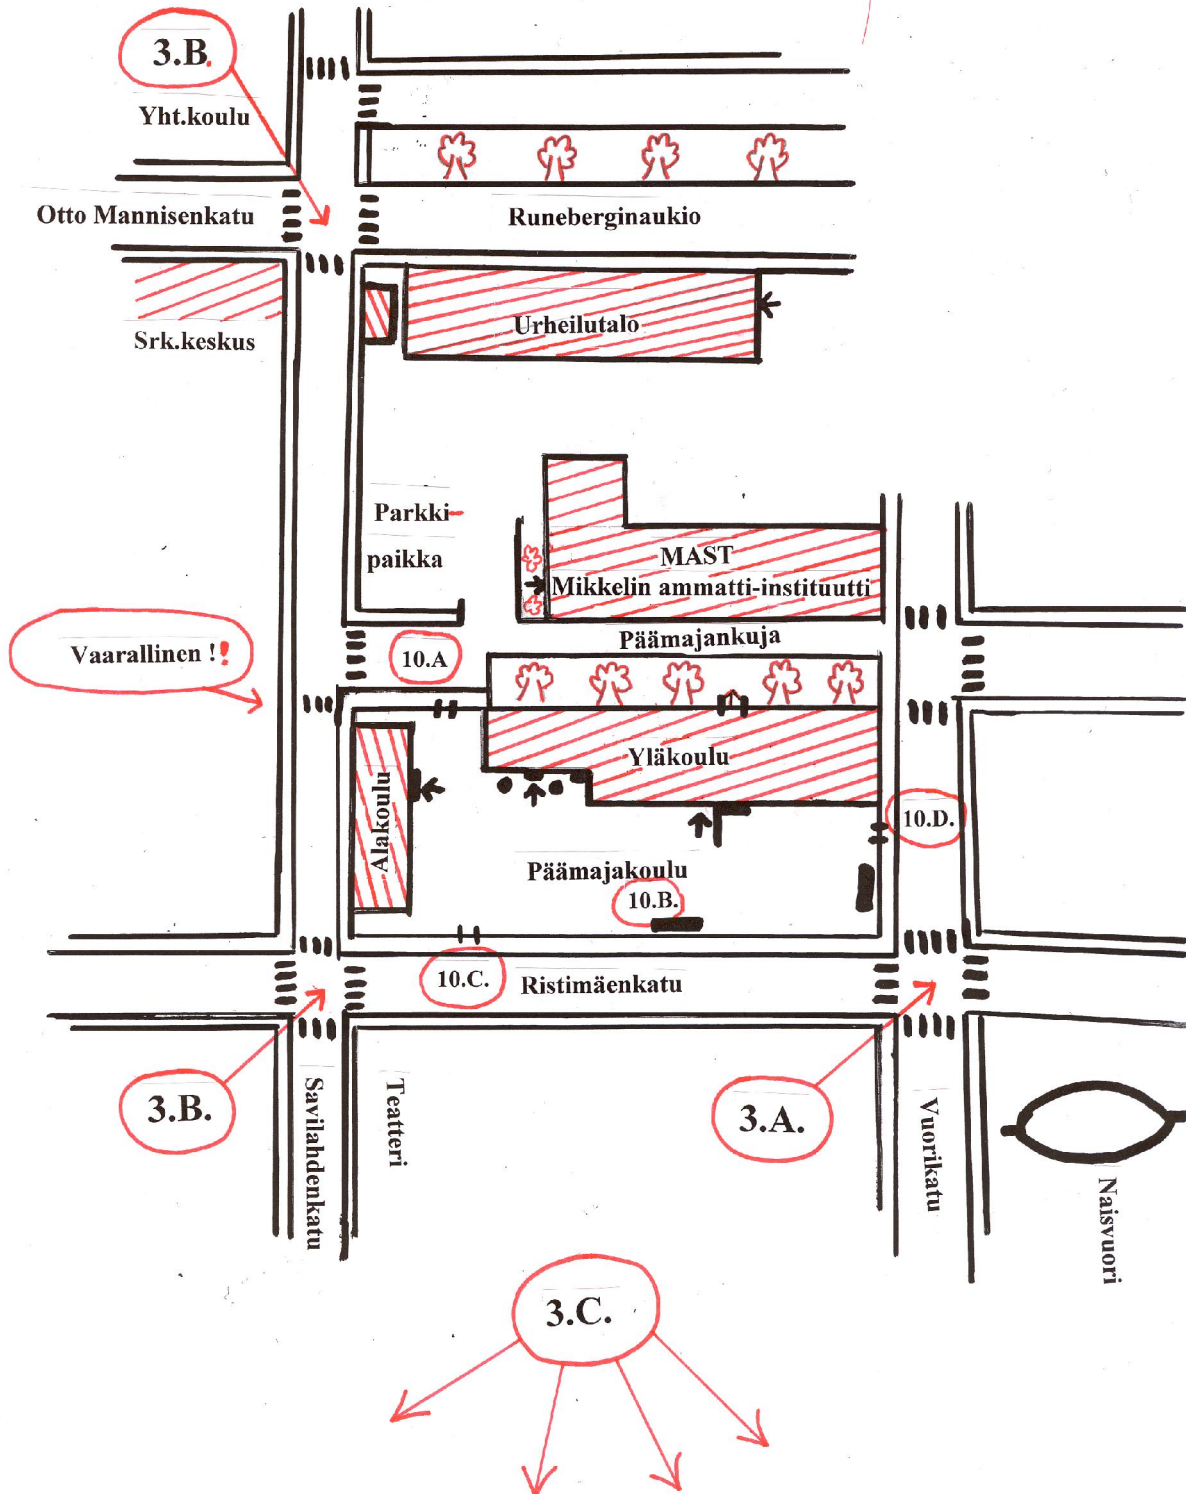 3.B.
Yht.koulu
Otto Mannisenkatu
Runeberginaukio
Srk.keskus
Urheilutalo
Parkki-
paikka
MAST
Mikkelin ammatti-instituutti
Päämajankuja
Vaarallinen !!
10.A
Yläkoulu
Alakoulu
10.D.
Päämajakoulu
10.B.
10.C.
Ristimäenkatu
3.B.
Savilahdenkatu
Teatteri
3.A.
Vuorikatu
Naisvuori
3.C.